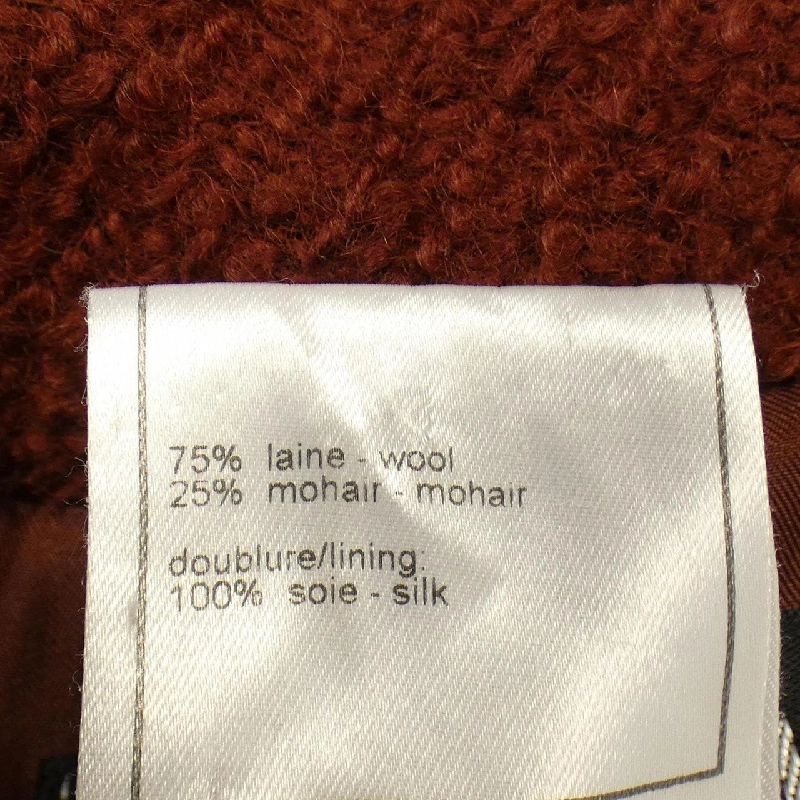 75% laine - wool
25% mohair - mohair
doublure/lining:
100% soie - silk